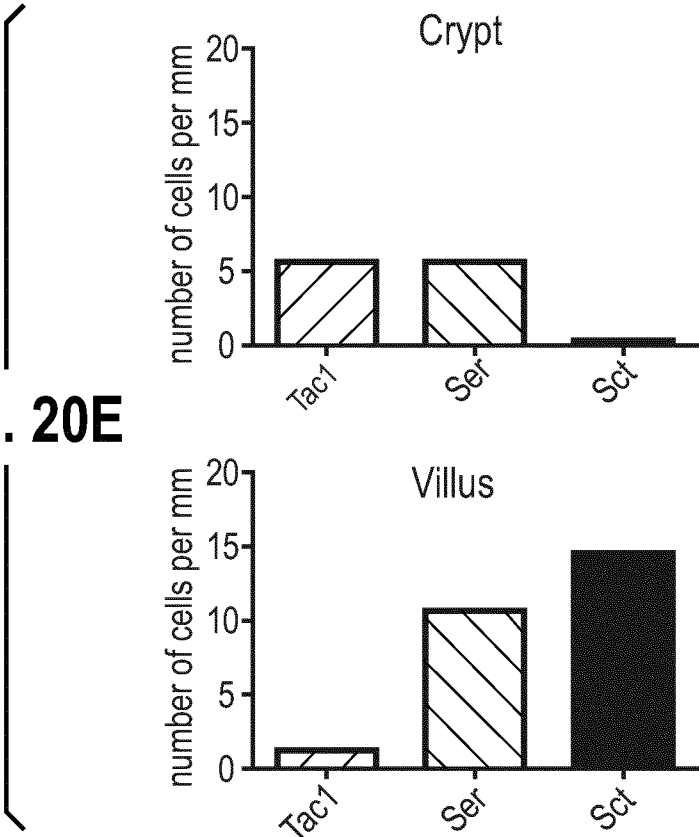 Crypt
number of cells per mm
20
15
10
5
0
Tac1
Ser
Sct
. 20E
Villus
number of cells per mm
20
15
10
5
0
Tac1
Ser
Sct